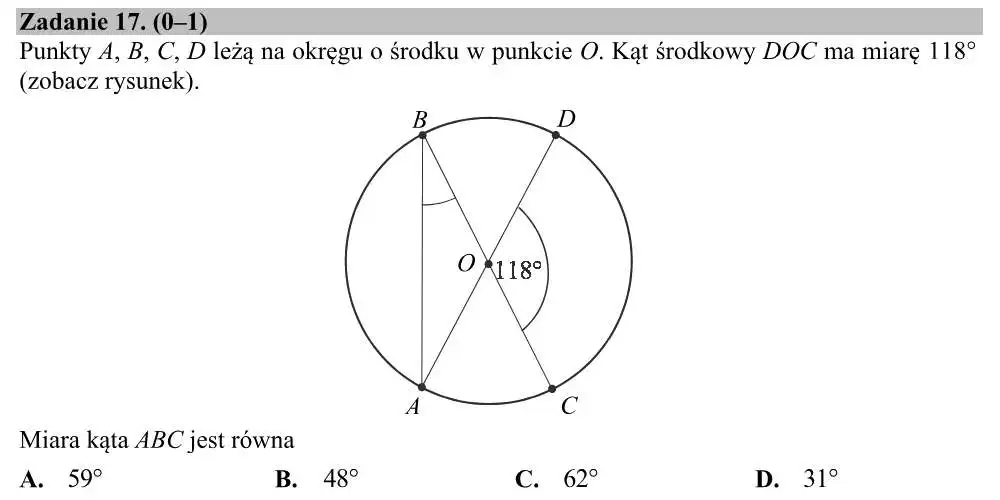 Zadanie 17. (0–1)
Punkty A, B, C, D leżą na okręgu o środku w punkcie O. Kąt środkowy DOC ma miarę 118°
(zobacz rysunek).
B
D
O
118°
A
C
Miara kąta ABC jest równa
A. 59° B. 48° C. 62° D. 31°